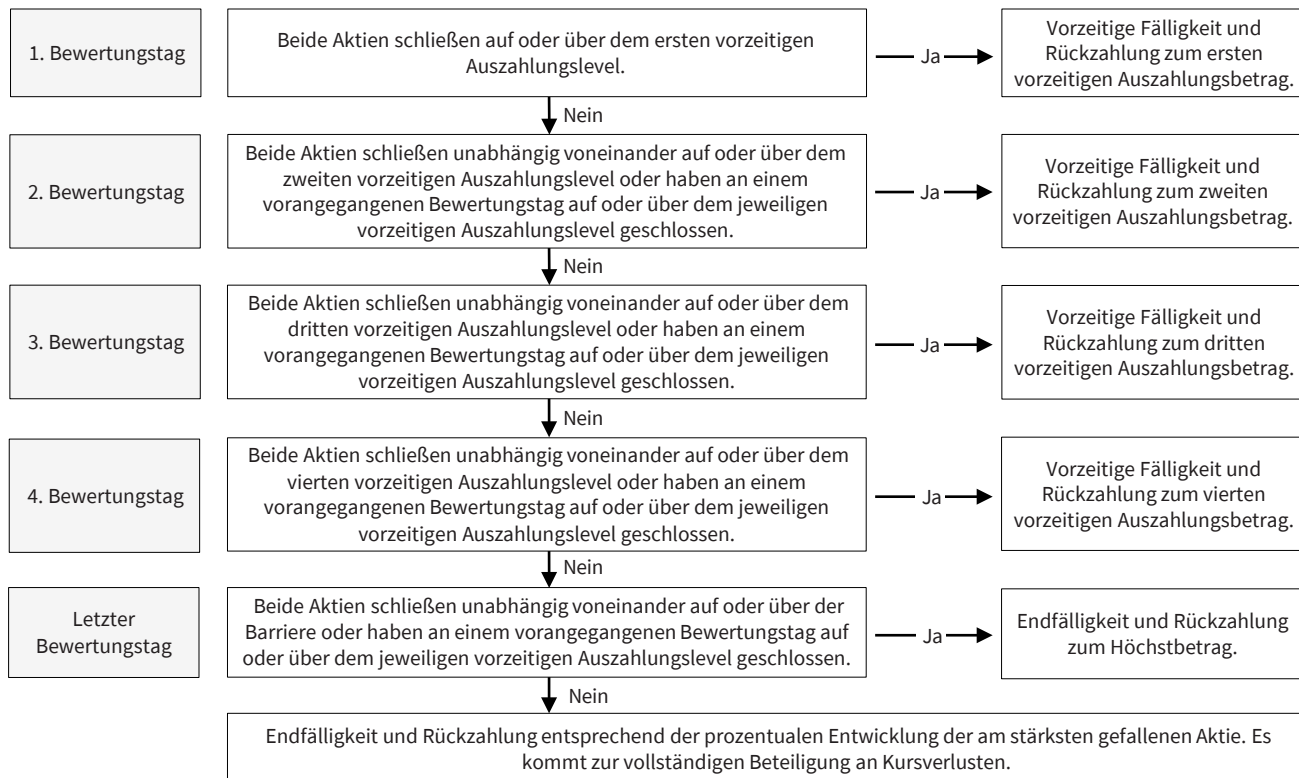 1. Bewertungstag
Beide Aktien schließen auf oder über dem ersten vorzeitigen
Auszahlungslevel.
Ja
Vorzeitige Fälligkeit und
Rückzahlung zum ersten
vorzeitigen Auszahlungsbetrag.
Nein
2. Bewertungstag
Beide Aktien schließen unabhängig voneinander auf oder über dem
zweiten vorzeitigen Auszahlungslevel oder haben an einem
vorangegangenen Bewertungstag auf oder über dem jeweiligen
vorzeitigen Auszahlungslevel geschlossen.
Ja
Vorzeitige Fälligkeit und
Rückzahlung zum zweiten
vorzeitigen Auszahlungsbetrag.
Nein
3. Bewertungstag
Beide Aktien schließen unabhängig voneinander auf oder über dem
dritten vorzeitigen Auszahlungslevel oder haben an einem
vorangegangenen Bewertungstag auf oder über dem jeweiligen
vorzeitigen Auszahlungslevel geschlossen.
Ja
Vorzeitige Fälligkeit und
Rückzahlung zum dritten
vorzeitigen Auszahlungsbetrag.
Nein
4. Bewertungstag
Beide Aktien schließen unabhängig voneinander auf oder über dem
vierten vorzeitigen Auszahlungslevel oder haben an einem
vorangegangenen Bewertungstag auf oder über dem jeweiligen
vorzeitigen Auszahlungslevel geschlossen.
Ja
Vorzeitige Fälligkeit und
Rückzahlung zum vierten
vorzeitigen Auszahlungsbetrag.
Nein
Letzter
Bewertungstag
Beide Aktien schließen unabhängig voneinander auf oder über der
Barriere oder haben an einem vorangegangenen Bewertungstag auf
oder über dem jeweiligen vorzeitigen Auszahlungslevel geschlossen.
Ja
Endfälligkeit und Rückzahlung
zum Höchstbetrag.
Nein
Endfälligkeit und Rückzahlung entsprechend der prozentualen Entwicklung der am stärksten gefallenen Aktie. Es
kommt zur vollständigen Beteiligung an Kursverlusten.